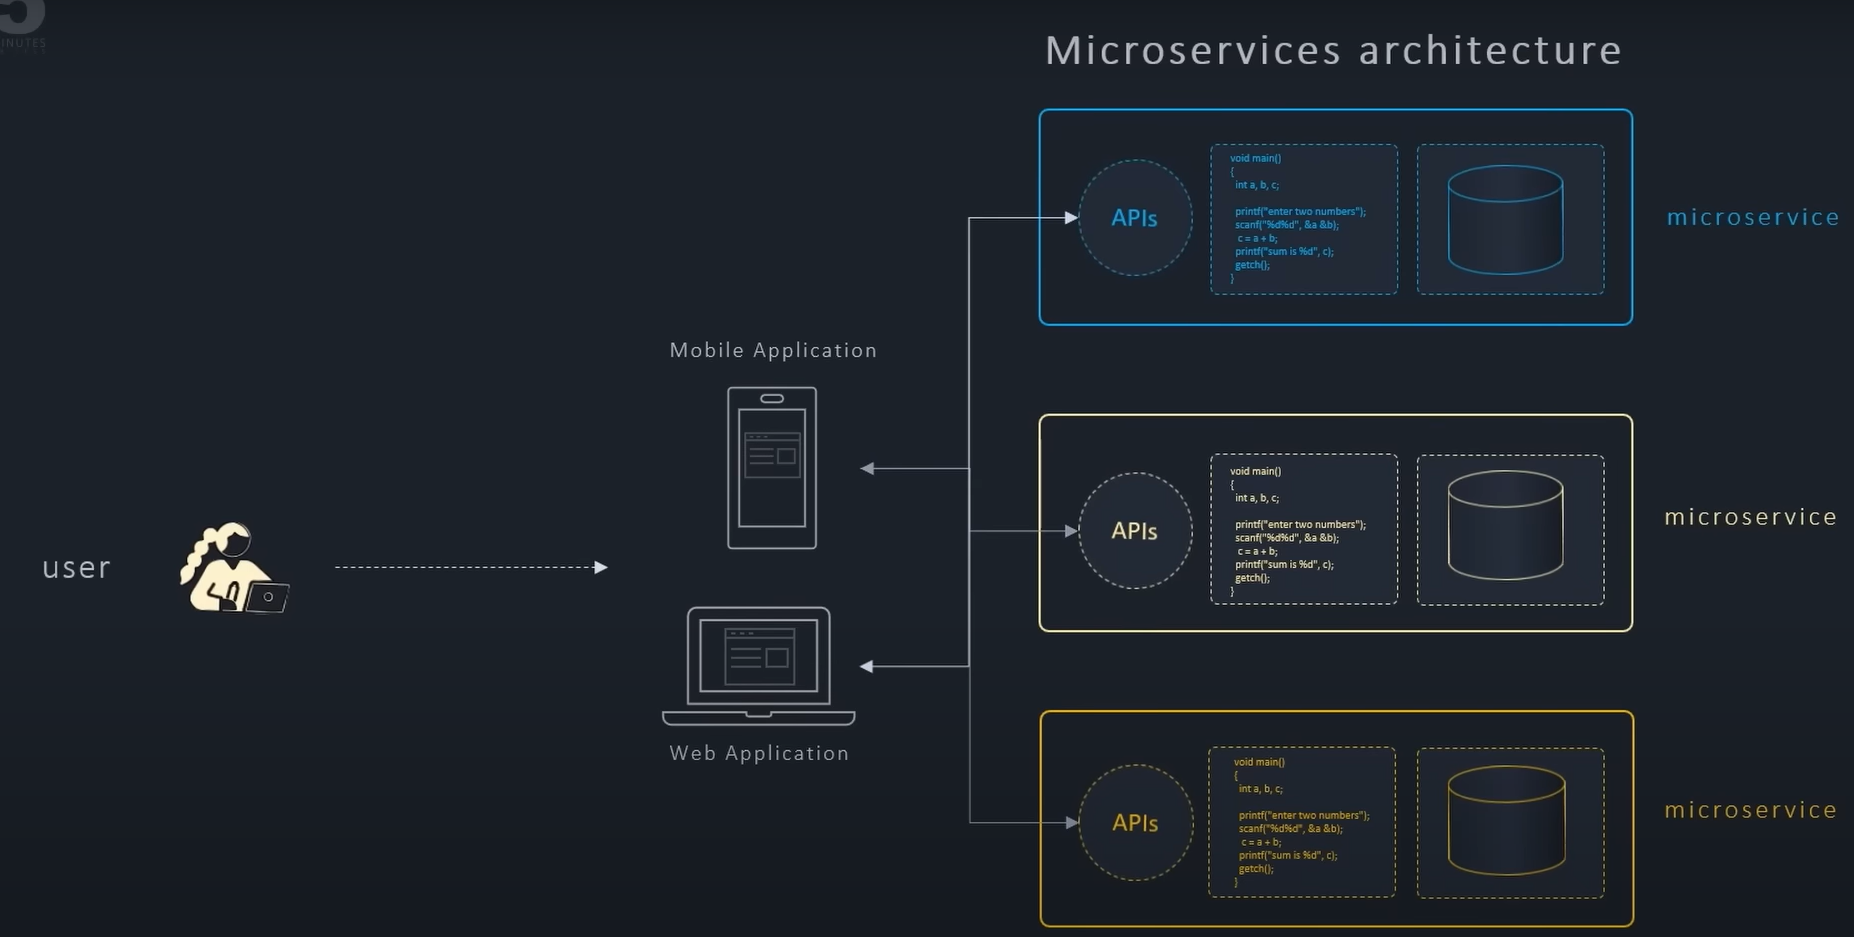 5
INUTES
Microservices architecture
APIs
void main()
{
int a, b, c;
printf("enter two numbers");
scanf("%d%d", &a &b);
c = a + b;
printf("sum is %d", c);
getch();
}
microservice
Mobile Application
APIs
void main()
{
int a, b, c;
printf("enter two numbers");
scanf("%d%d", &a &b);
c = a + b;
printf("sum is %d", c);
getch();
}
microservice
user
Web Application
APIs
void main()
{
int a, b, c;
printf("enter two numbers");
scanf("%d%d", &a &b);
c = a + b;
printf("sum is %d", c);
getch();
}
microservice